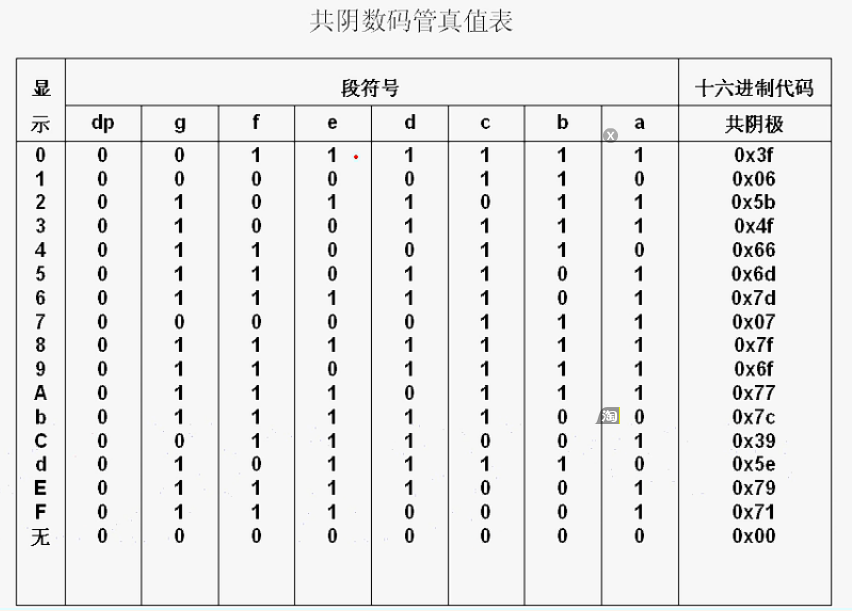 共阴数码管真值表
显 段符号 十六进制代码
示 dp g f e d c b a 共阴极
X
0 0 0 1 1 1 1 1 1 0x3f
1 0 0 0 0 0 1 1 0 0x06
2 0 1 0 1 1 0 1 1 0x5b
3 0 1 0 0 1 1 1 1 0x4f
4 0 1 1 0 0 1 1 0 0x66
5 0 1 1 0 1 1 0 1 0x6d
6 0 1 1 1 1 1 0 1 0x7d
7 0 0 0 0 0 1 1 1 0x07
8 0 1 1 1 1 1 1 1 0x7f
9 0 1 1 0 1 1 1 1 0x6f
A 0 1 1 1 0 1 1 1 0x77
b 0 1 1 1 1 1 0 0 0x7c
淘
C 0 0 1 1 1 0 0 1 0x39
d 0 1 0 1 1 1 1 0 0x5e
E 0 1 1 1 1 0 0 1 0x79
F 0 1 1 1 0 0 0 1 0x71
无 0 0 0 0 0 0 0 0 0x00